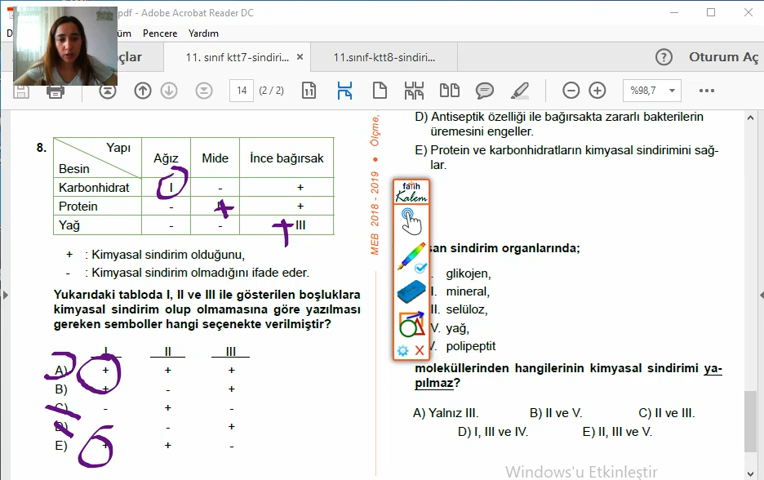 .pdf - Adobe Acrobat Reader DC
üm Pencere Yardım
çlar
11. sınıf ktt7-sindiri... ×
11.sınıf-ktt8-sindiri...
Oturum Aç
14 (2 / 2)
%98,7
8.
Yapı
Besin
Ağız Mide İnce bağırsak
Karbonhidrat I - +
Protein - +
Yağ - - III
+ : Kimyasal sindirim olduğunu,
- : Kimyasal sindirim olmadığını ifade eder.
Yukarıdaki tabloda I, II ve III ile gösterilen boşluklara
kimyasal sindirim olup olmamasına göre yazılması
gereken semboller hangi seçenekte verilmiştir?
I II III
A) + + +
B) + - +
C) - + -
D) - - +
E) + + -
MEB 2018 - 2019 ● Ölçme,
D) Antiseptik özelliği ile bağırsakta zararlı bakterilerin
üremesini engeller.
E) Protein ve karbonhidratların kimyasal sindirimini sağ-
lar.
fatih
Kalem
san sindirim organlarında;
glikojen,
I. mineral,
II. selüloz,
V. yağ,
V. polipeptit
moleküllerinden hangilerinin kimyasal sindirimi ya-
pılmaz?
A) Yalnız III. B) II ve V. C) II ve III.
D) I, III ve IV. E) II, III ve V.
Windows'u Etkinleştir